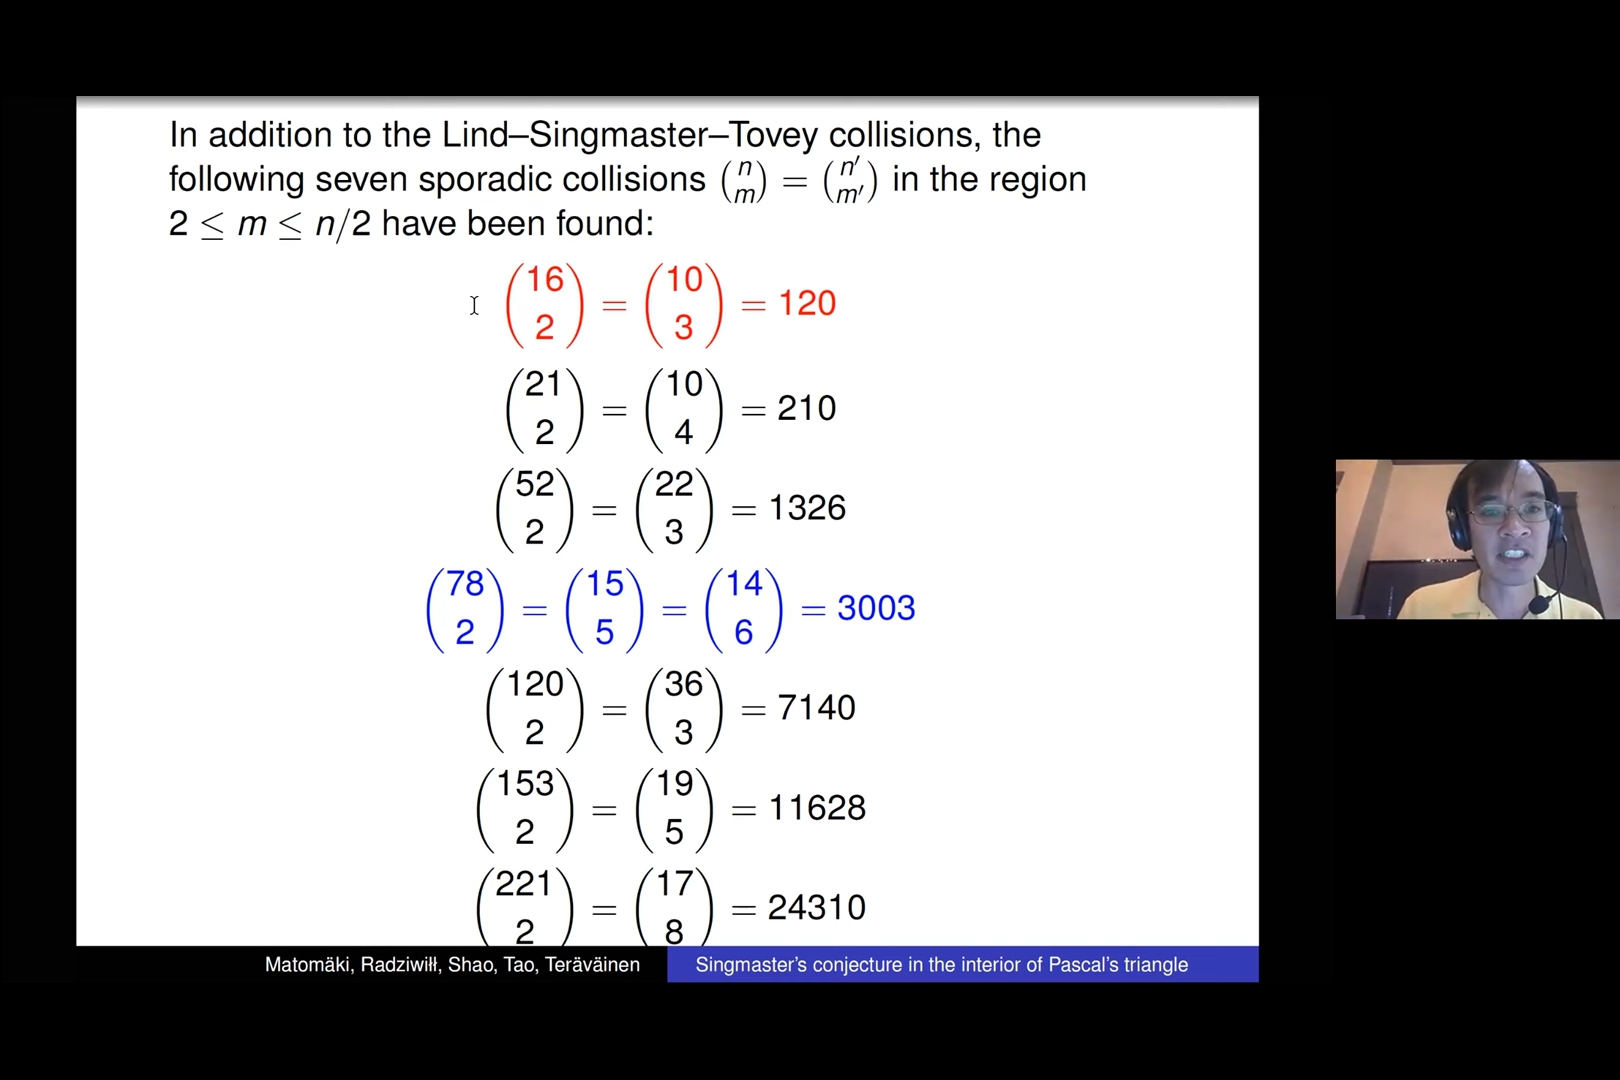 In addition to the Lind–Singmaster–Tovey collisions, the
following seven sporadic collisions (n m) = (n′ m′) in the region
2 ≤ m ≤ n/2 have been found:
(16 2) = (10 3) = 120
(21 2) = (10 4) = 210
(52 2) = (22 3) = 1326
(78 2) = (15 5) = (14 6) = 3003
(120 2) = (36 3) = 7140
(153 2) = (19 5) = 11628
(221 2) = (17 8) = 24310
Matomäki, Radziwiłł, Shao, Tao, Teräväinen
Singmaster's conjecture in the interior of Pascal's triangle